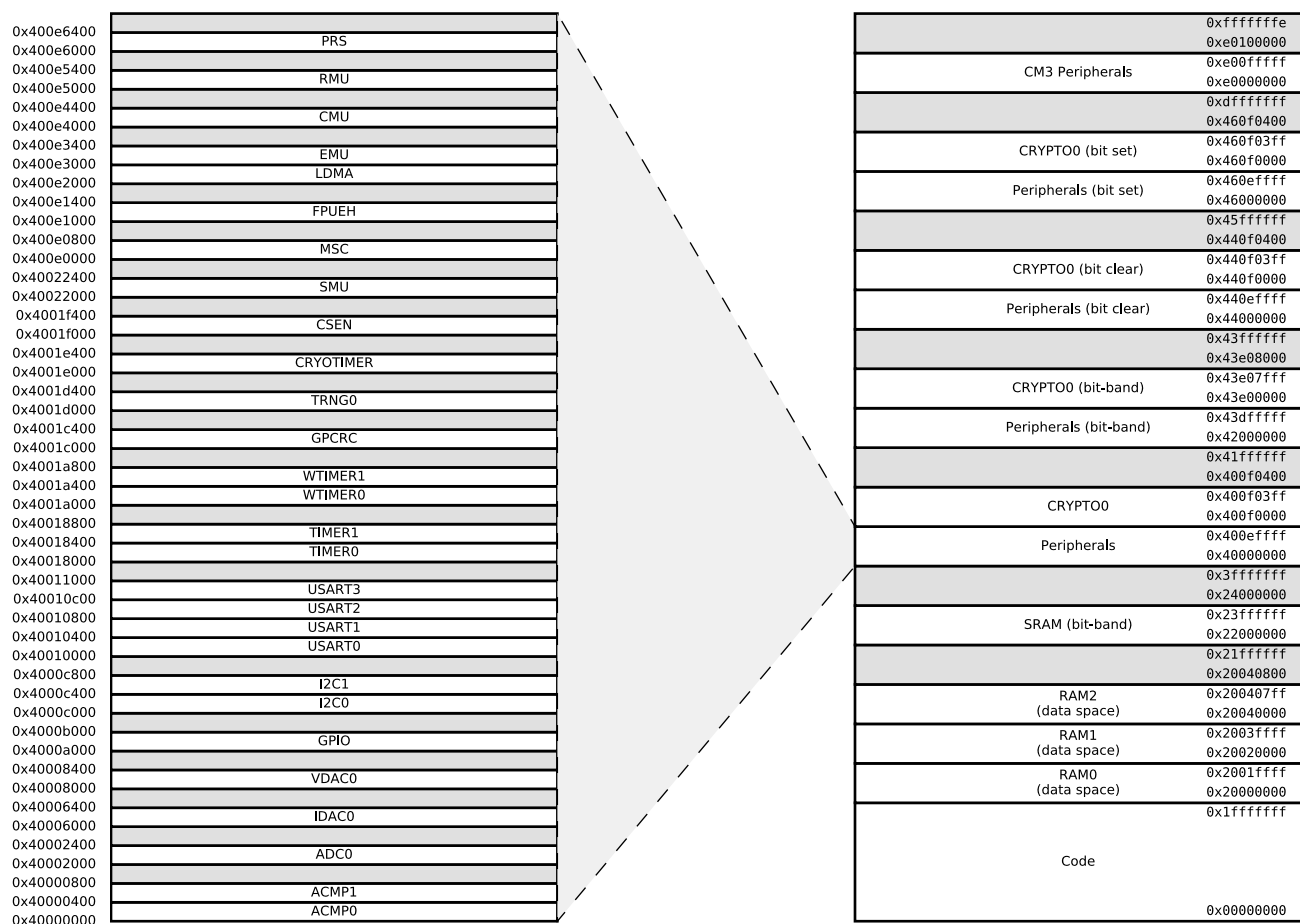 0x400e6400
PRS
0x400e6000
0x400e5400
RMU
0x400e5000
0x400e4400
CMU
0x400e4000
0x400e3400
EMU
0x400e3000
LDMA
0x400e2000
0x400e1400
FPUEH
0x400e1000
0x400e0800
MSC
0x400e0000
0x40022400
SMU
0x40022000
0x4001f400
CSEN
0x4001f000
0x4001e400
CRYOTIMER
0x4001e000
0x4001d400
TRNG0
0x4001d000
0x4001c400
GPCRC
0x4001c000
0x4001a800
WTIMER1
0x4001a400
WTIMER0
0x4001a000
0x40018800
TIMER1
0x40018400
TIMER0
0x40018000
0x40011000
USART3
0x40010c00
USART2
0x40010800
USART1
0x40010400
USART0
0x40010000
0x4000c800
I2C1
0x4000c400
I2C0
0x4000c000
0x4000b000
GPIO
0x4000a000
0x40008400
VDAC0
0x40008000
0x40006400
IDAC0
0x40006000
0x40002400
ADC0
0x40002000
0x40000800
ACMP1
0x40000400
ACMP0
0x40000000
0xfffffffe
0xe0100000
CM3 Peripherals
0xe00fffff
0xe0000000
0xdfffffff
0x460f0400
CRYPTO0 (bit set)
0x460f03ff
0x460f0000
Peripherals (bit set)
0x460effff
0x46000000
0x45ffffff
0x440f0400
CRYPTO0 (bit clear)
0x440f03ff
0x440f0000
Peripherals (bit clear)
0x440effff
0x44000000
0x43ffffff
0x43e08000
CRYPTO0 (bit-band)
0x43e07fff
0x43e00000
Peripherals (bit-band)
0x43dfffff
0x42000000
0x41ffffff
0x400f0400
CRYPTO0
0x400f03ff
0x400f0000
Peripherals
0x400effff
0x40000000
0x3fffffff
0x24000000
SRAM (bit-band)
0x23ffffff
0x22000000
0x21ffffff
0x20040800
RAM2
(data space)
0x200407ff
0x20040000
RAM1
(data space)
0x2003ffff
0x20020000
RAM0
(data space)
0x2001ffff
0x20000000
0x1fffffff
Code
0x00000000